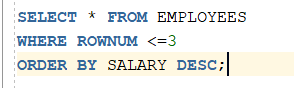 SELECT * FROM EMPLOYEES
WHERE ROWNUM <=3
ORDER BY SALARY DESC;